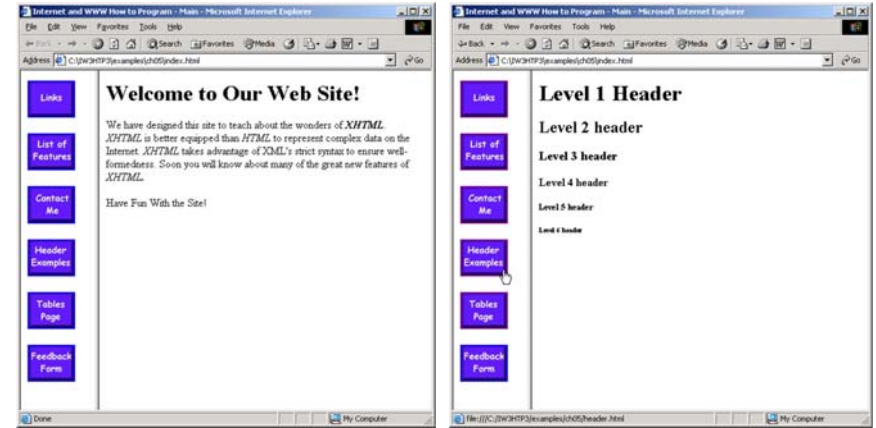 Internet and WWW How to Program - Main - Microsoft Internet Explorer
File Edit View Favorites Tools Help
Back Search Favorites Media
Address C:\IW3HTP3\examples\ch05\index.html Go
Links
List of
Features
Contact
Me
Header
Examples
Tables
Page
Feedback
Form
Welcome to Our Web Site!
We have designed this site to teach about the wonders of XHTML.
XHTML is better equipped than HTML to represent complex data on the
Internet. XHTML takes advantage of XML's strict syntax to ensure well-
formedness. Soon you will know about many of the great new features of
XHTML.
Have Fun With the Site!
Done My Computer
Internet and WWW How to Program - Main - Microsoft Internet Explorer
File Edit View Favorites Tools Help
Back Search Favorites Media
Address C:\IW3HTP3\examples\ch05\index.html Go
Links
List of
Features
Contact
Me
Header
Examples
Tables
Page
Feedback
Form
Level 1 Header
Level 2 header
Level 3 header
Level 4 header
Level 5 header
Level 6 header
file:///C:/IW3HTP3/examples/ch05/header.html My Computer